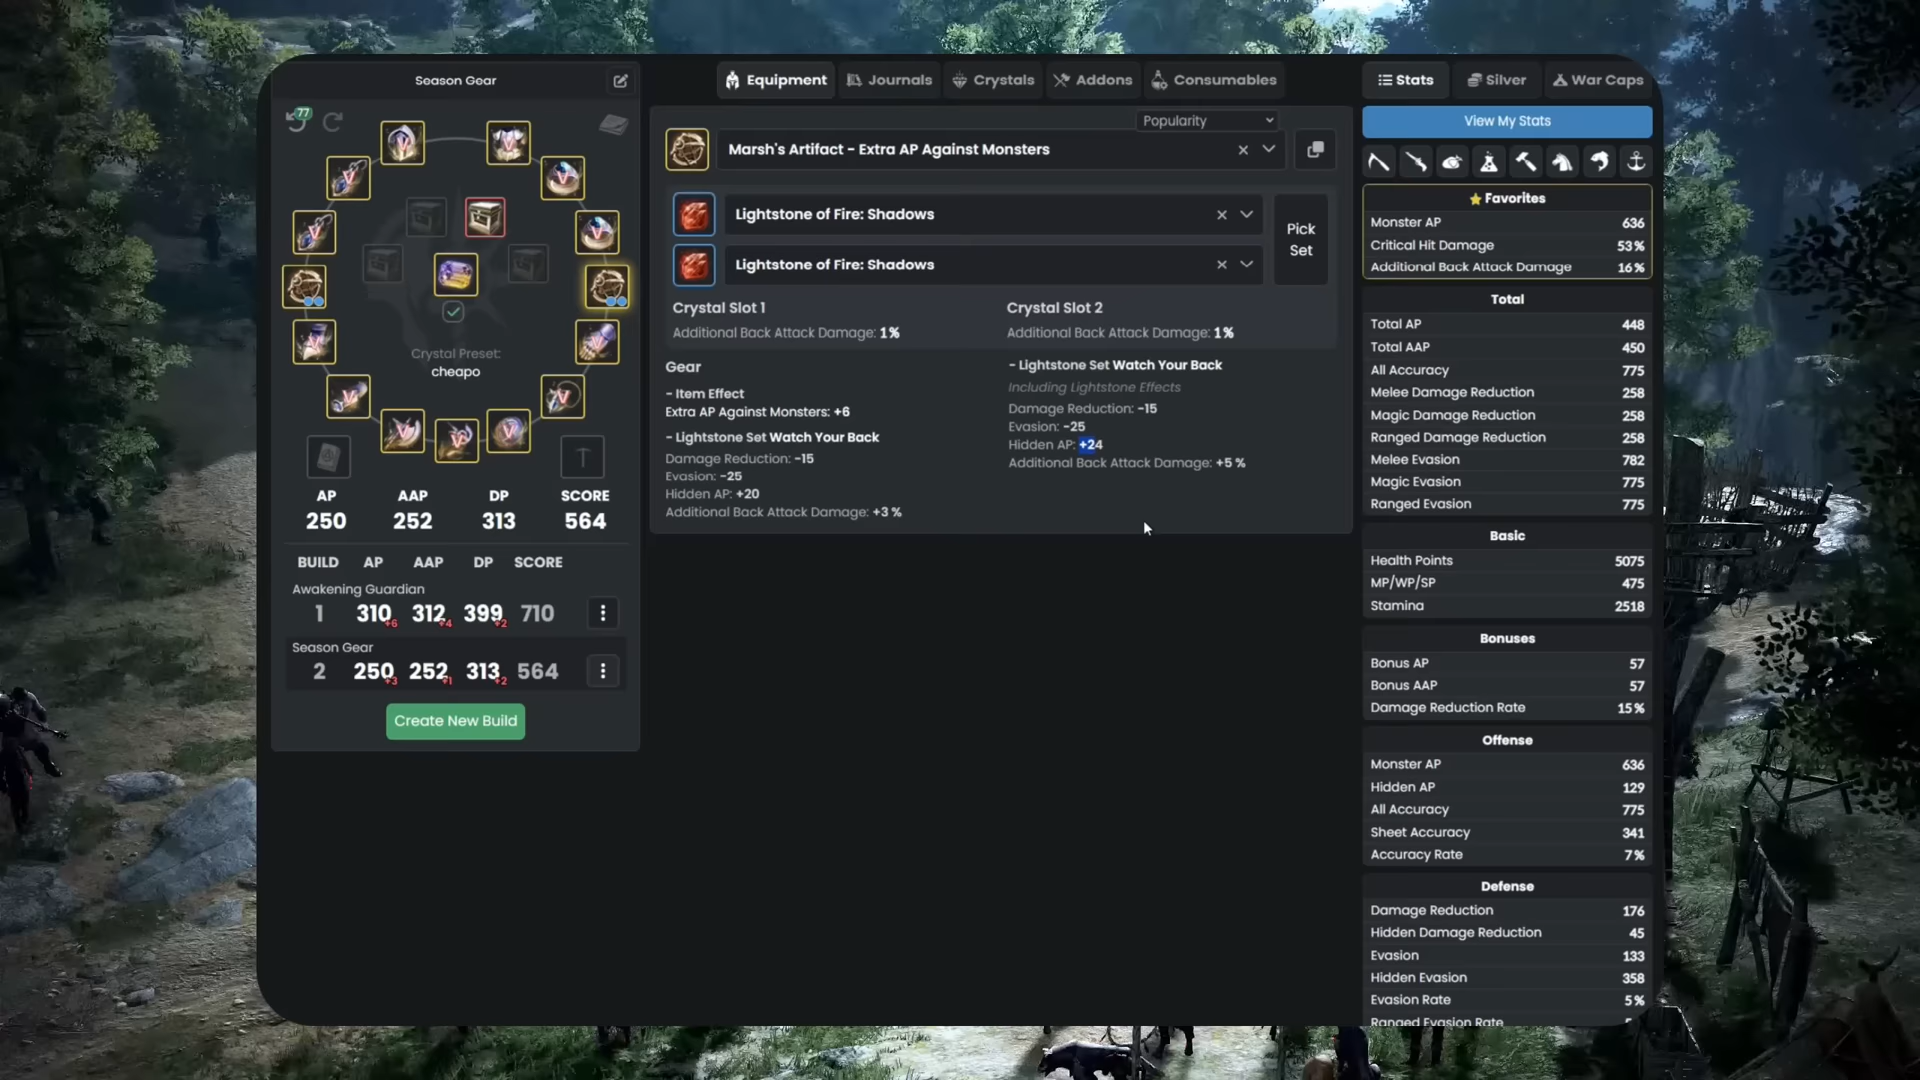 Season Gear
77
Crystal Preset:
cheapo
AP AAP DP SCORE
250 252 313 564
BUILD AP AAP DP SCORE
Awakening Guardian
1 310 +6 312 +4 399 +2 710
Season Gear
2 250 +3 252 +1 313 +2 564
Create New Build
Equipment Journals Crystals Addons Consumables
Popularity
Marsh's Artifact - Extra AP Against Monsters
Lightstone of Fire: Shadows
Lightstone of Fire: Shadows
Pick
Set
Crystal Slot 1
Additional Back Attack Damage: 1%
Crystal Slot 2
Additional Back Attack Damage: 1%
Gear
- Item Effect
Extra AP Against Monsters: +6
- Lightstone Set Watch Your Back
Damage Reduction: -15
Evasion: -25
Hidden AP: +20
Additional Back Attack Damage: +3 %
- Lightstone Set Watch Your Back
Including Lightstone Effects
Damage Reduction: -15
Evasion: -25
Hidden AP: +24
Additional Back Attack Damage: +5 %
Stats Silver War Caps
View My Stats
Favorites
Monster AP 636
Critical Hit Damage 53%
Additional Back Attack Damage 16%
Total
Total AP 448
Total AAP 450
All Accuracy 775
Melee Damage Reduction 258
Magic Damage Reduction 258
Ranged Damage Reduction 258
Melee Evasion 782
Magic Evasion 775
Ranged Evasion 775
Basic
Health Points 5075
MP/WP/SP 475
Stamina 2518
Bonuses
Bonus AP 57
Bonus AAP 57
Damage Reduction Rate 15%
Offense
Monster AP 636
Hidden AP 129
All Accuracy 775
Sheet Accuracy 341
Accuracy Rate 7%
Defense
Damage Reduction 176
Hidden Damage Reduction 45
Evasion 133
Hidden Evasion 358
Evasion Rate 5%
Ranged Evasion Rate